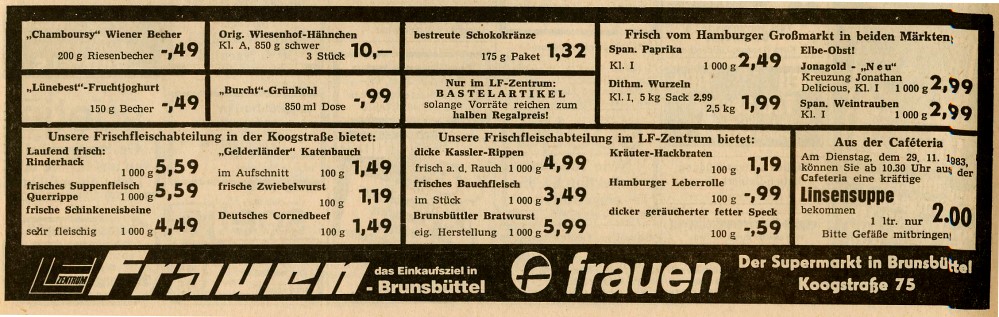 „Chamboursy" Wiener Becher
200 g Riesenbecher -,49
Orig. Wiesenhof-Hähnchen
Kl. A, 850 g schwer
3 Stück 10,—
bestreute Schokokränze
175 g Paket 1,32
„Lünebest"-Fruchtjoghurt
150 g Becher -,49
„Burcht"-Grünkohl
850 ml Dose -,99
Nur im LF-Zentrum:
BASTELARTIKEL
solange Vorräte reichen zum
halben Regalpreis!
Frisch vom Hamburger Großmarkt in beiden Märkten:
Span. Paprika
Kl. I 1 000 g 2,49
Dithm. Wurzeln
Kl. I, 5 kg Sack 2,99
2,5 kg 1,99
Elbe-Obst!
Jonagold - „Neu"
Kreuzung Jonathan
Delicious, Kl. I 1 000 g 2,99
Span. Weintrauben
Kl. I 1 000 g 2,99
Unsere Frischfleischabteilung in der Koogstraße bietet:
Laufend frisch:
Rinderhack
1 000 g 5,59
frisches Suppenfleisch
Querrippe 1 000 g 5,59
frische Schinkeneisbeine
sehr fleischig 1 000 g 4,49
„Gelderländer" Katenbauch
im Aufschnitt 100 g 1,49
frische Zwiebelwurst
100 g 1,19
Deutsches Cornedbeef
100 g 1,49
Unsere Frischfleischabteilung im LF-Zentrum bietet:
dicke Kassler-Rippen
frisch a. d. Rauch 1 000 g 4,99
frisches Bauchfleisch
im Stück 1 000 g 3,49
Brunsbüttler Bratwurst
eig. Herstellung 1 000 g 5,99
Kräuter-Hackbraten
100 g 1,19
Hamburger Leberrolle
100 g -,99
dicker geräucherter fetter Speck
100 g -,59
Aus der Caféteria
Am Dienstag, dem 29. 11. 1983,
können Sie ab 10.30 Uhr aus der
Cafeteria eine kräftige
Linsensuppe
bekommen
1 ltr. nur 2.00
Bitte Gefäße mitbringen!
ZENTRUM Frauen das Einkaufsziel in
- Brunsbüttel
frauen
Der Supermarkt in Brunsbüttel
Koogstraße 75